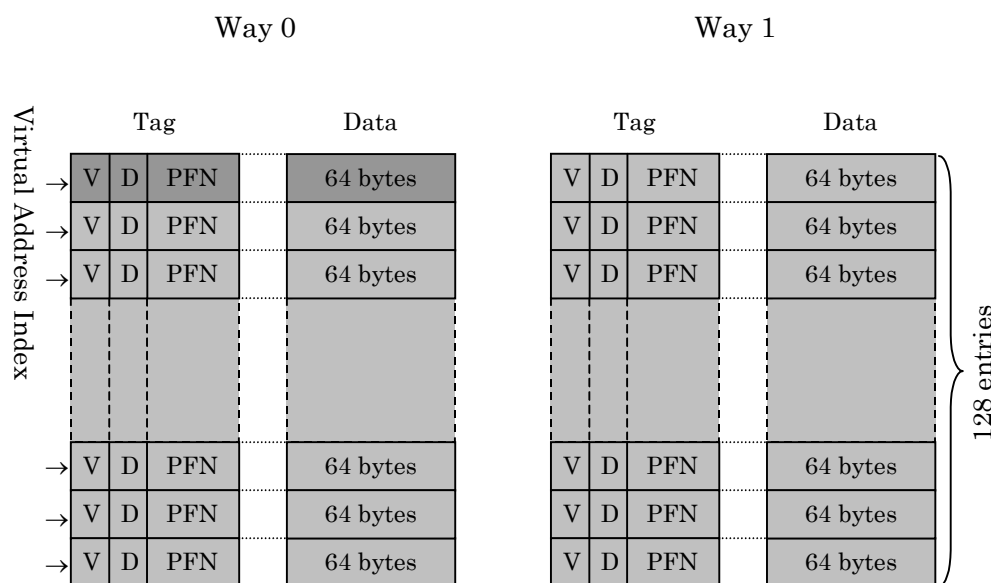 Way 0 Way 1
Virtual Address Index
Tag Data Tag Data
→ V D PFN 64 bytes V D PFN 64 bytes
→ V D PFN 64 bytes V D PFN 64 bytes
→ V D PFN 64 bytes V D PFN 64 bytes
128 entries
→ V D PFN 64 bytes V D PFN 64 bytes
→ V D PFN 64 bytes V D PFN 64 bytes
→ V D PFN 64 bytes V D PFN 64 bytes